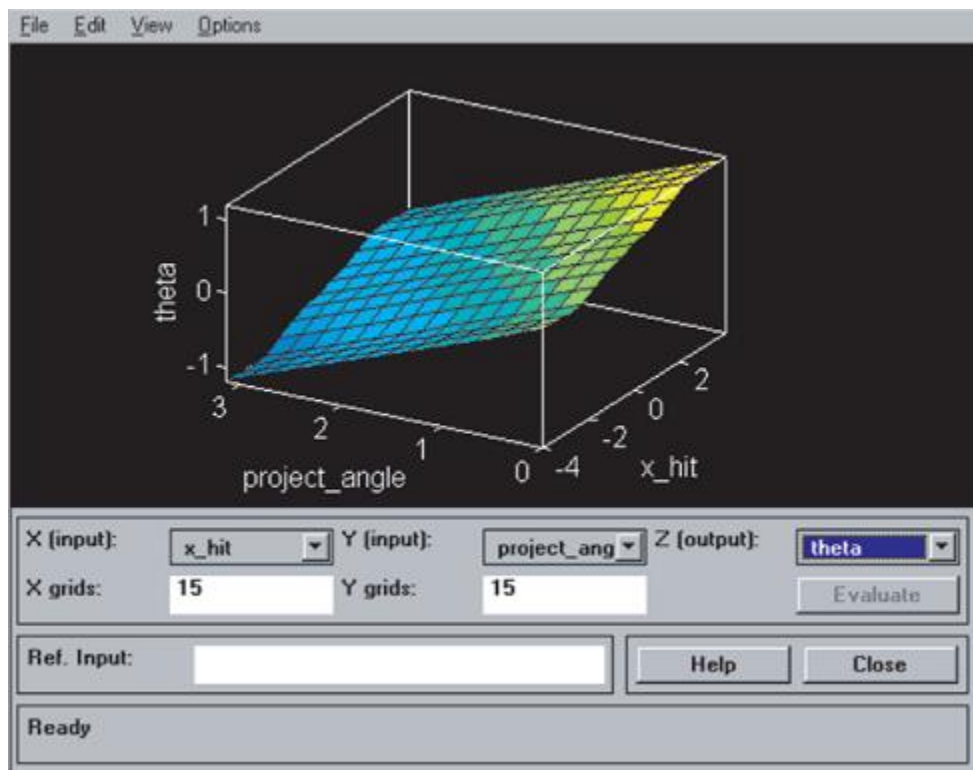 File Edit View Options
1
0
-1
theta
3
2
1
0
project_angle
-4
-2
0
2
x_hit
X (input): x_hit Y (input): project_ang Z (output): theta
X grids: 15 Y grids: 15 Evaluate
Ref. Input: Help Close
Ready